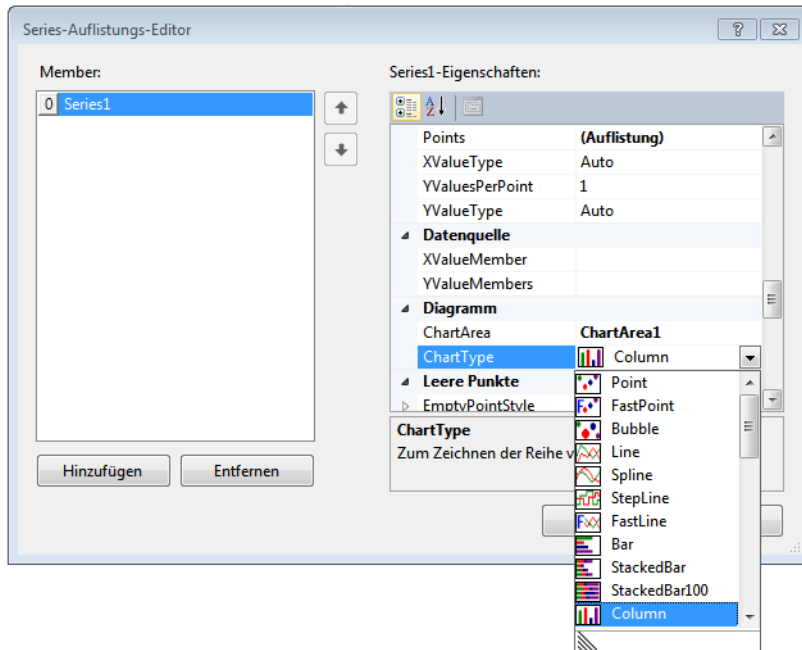 Series-Auflistungs-Editor
Member:
0 Series1
Hinzufügen
Entfernen
Series1-Eigenschaften:
Points (Auflistung)
XValueType Auto
YValuesPerPoint 1
YValueType Auto
Datenquelle
XValueMember
YValueMembers
Diagramm
ChartArea ChartArea1
ChartType Column
Leere Punkte
EmptyPointStyle
ChartType
Zum Zeichnen der Reihe v
Point
FastPoint
Bubble
Line
Spline
StepLine
FastLine
Bar
StackedBar
StackedBar100
Column